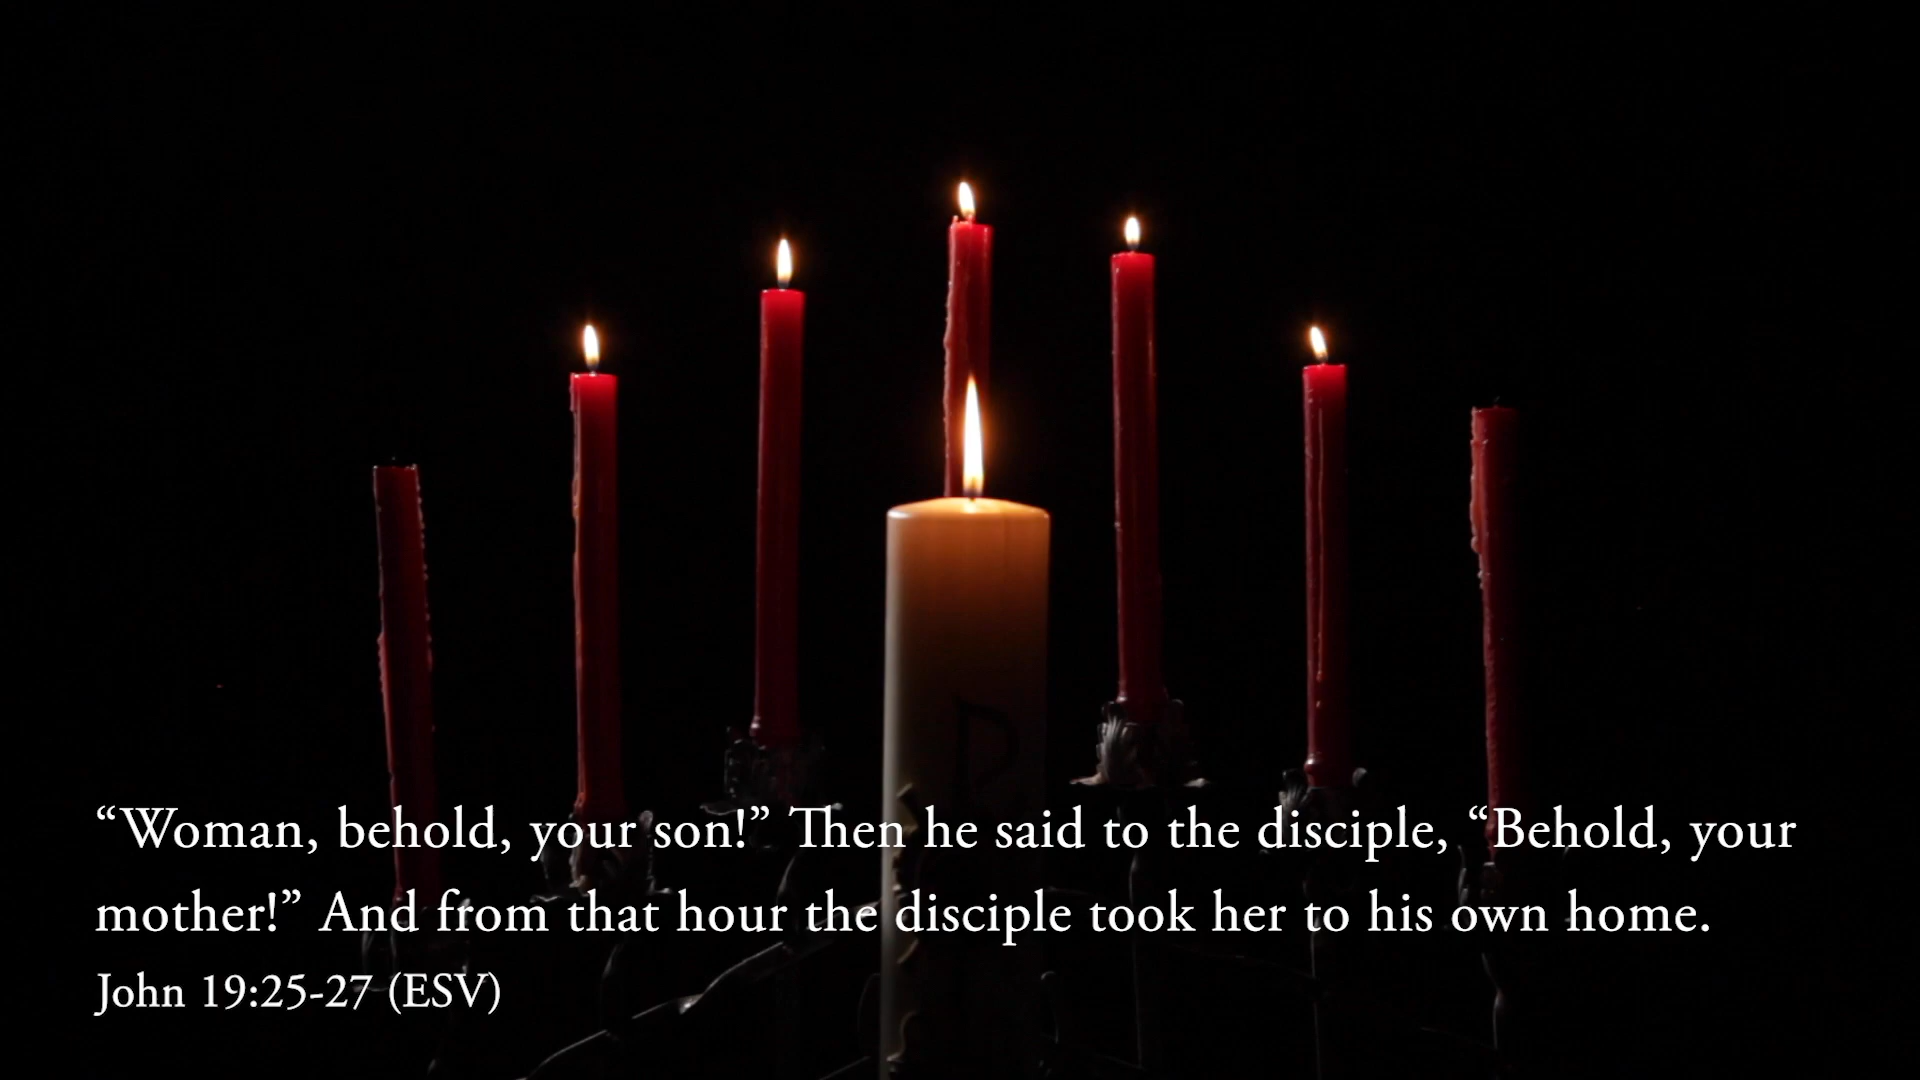 “Woman, behold, your son!” Then he said to the disciple, “Behold, your
mother!” And from that hour the disciple took her to his own home.
John 19:25-27 (ESV)